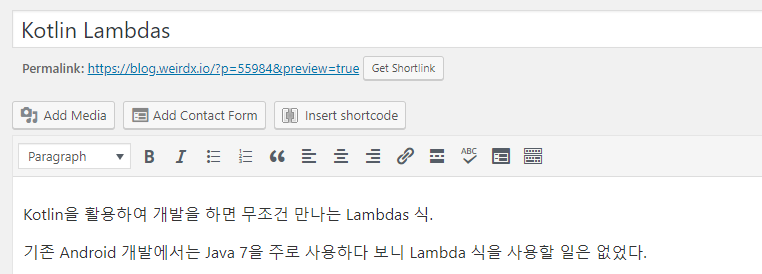 Kotlin Lambdas
Permalink: https://blog.weirdx.io/?p=55984&preview=true Get Shortlink
Add Media Add Contact Form Insert shortcode
Paragraph B I ABC
Kotlin을 활용하여 개발을 하면 무조건 만나는 Lambdas 식.
기존 Android 개발에서는 Java 7을 주로 사용하다 보니 Lambda 식을 사용할 일은 없었다.